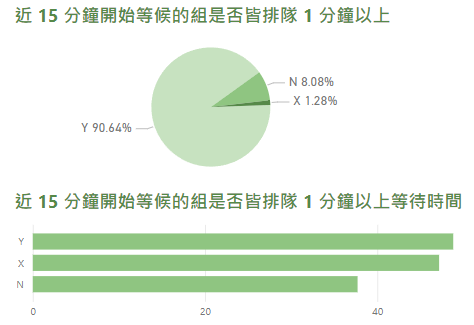 近 15 分鐘開始等候的組是否皆排隊 1 分鐘以上
N 8.08%
X 1.28%
Y 90.64%
近 15 分鐘開始等候的組是否皆排隊 1 分鐘以上等待時間
Y
X
N
0 20 40